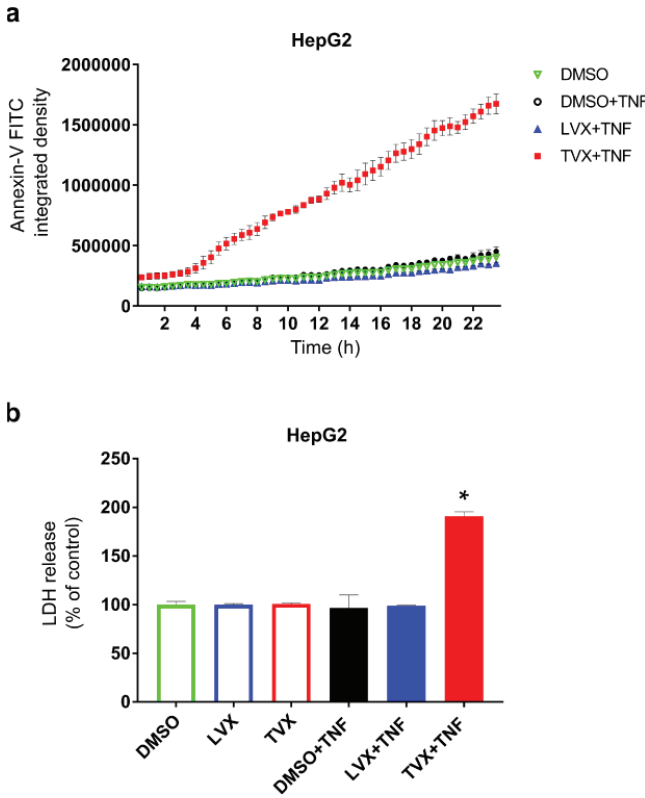 a
HepG2
Annexin-V FITC
integrated density
2000000
1500000
1000000
500000
0
2 4 6 8 10 12 14 16 18 20 22
Time (h)
DMSO
DMSO+TNF
LVX+TNF
TVX+TNF
b
HepG2
LDH release
(% of control)
250
200
150
100
50
0
*
DMSO
LVX
TVX
DMSO+TNF
LVX+TNF
TVX+TNF